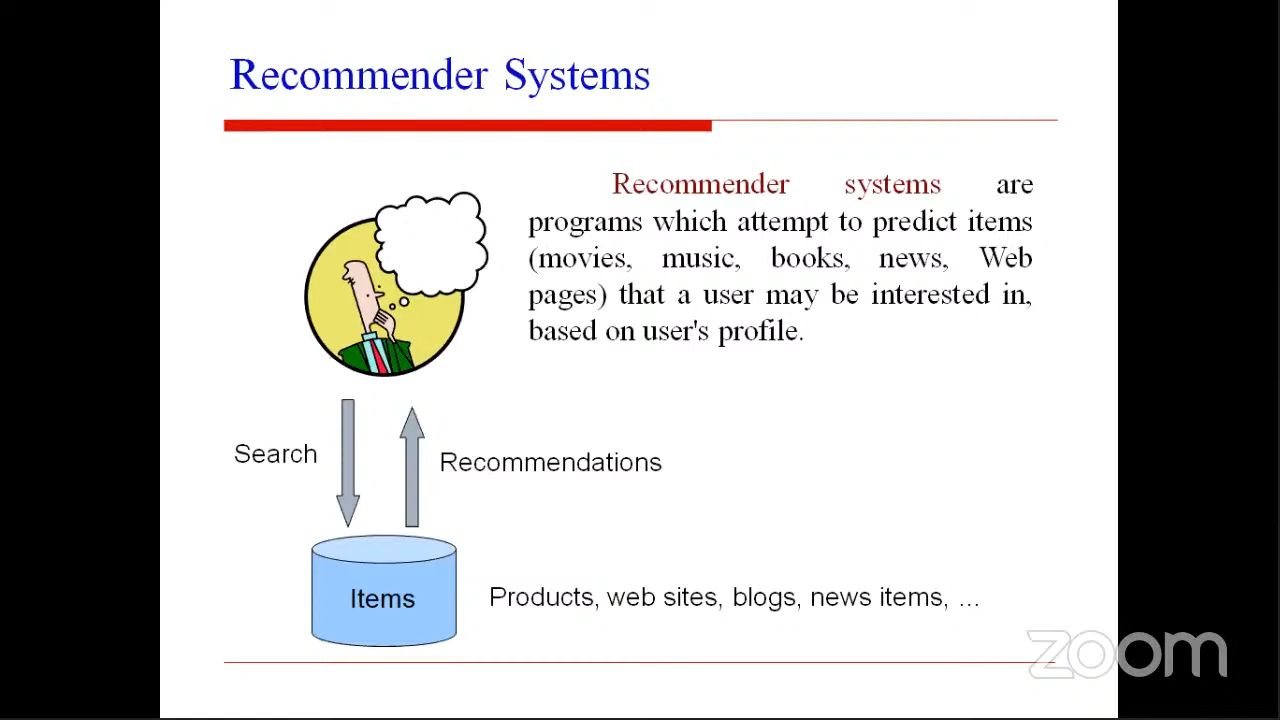 Recommender Systems
Recommender systems are
programs which attempt to predict items
(movies, music, books, news, Web
pages) that a user may be interested in,
based on user's profile.
Search
Recommendations
Items
Products, web sites, blogs, news items, ...
zoom